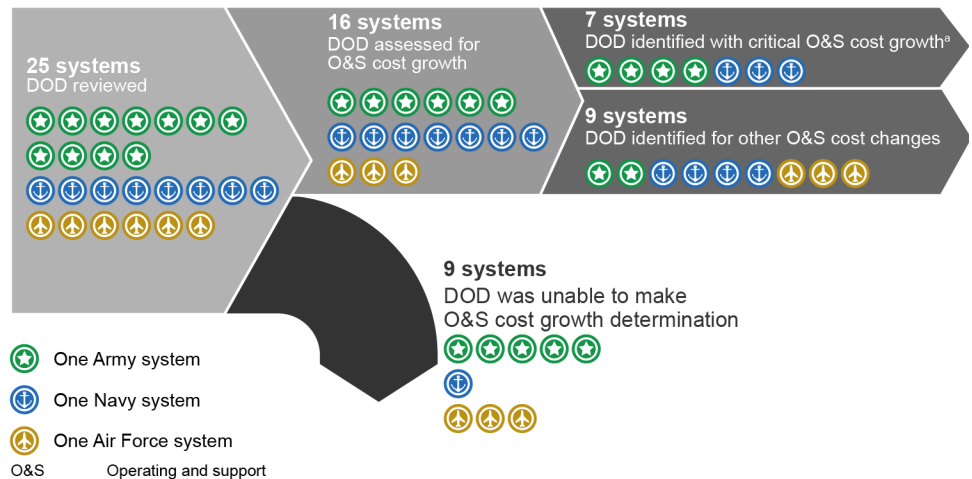 25 systems
DOD reviewed
16 systems
DOD assessed for
O&S cost growth
7 systems
DOD identified with critical O&S cost growthᵃ
9 systems
DOD identified for other O&S cost changes
9 systems
DOD was unable to make
O&S cost growth determination
One Army system
One Navy system
One Air Force system
O&S Operating and support